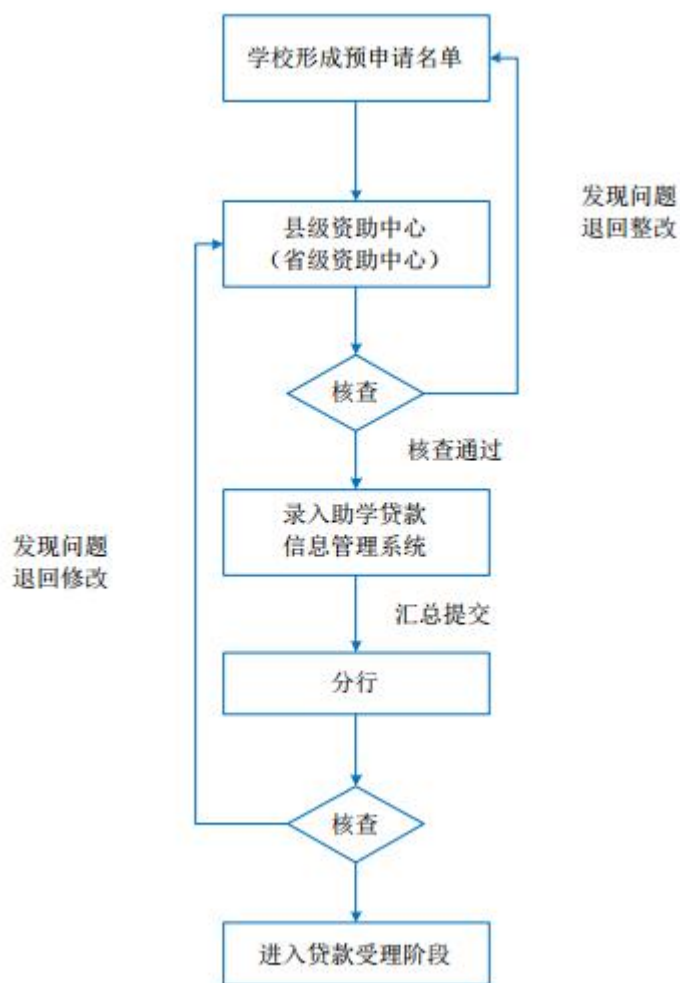 学校形成预申请名单
发现问题
退回整改
县级资助中心
（省级资助中心）
核查
核查通过
录入助学贷款
信息管理系统
发现问题
退回修改
汇总提交
分行
核查
进入贷款受理阶段